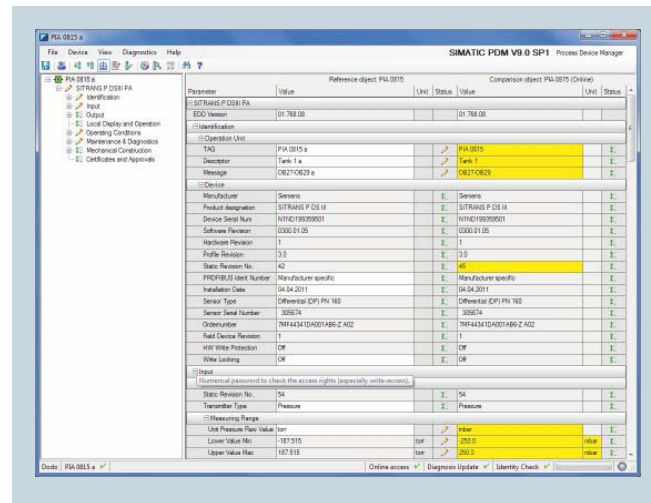 PIA 0815 a
File Device View Diagnostics Help
SIMATIC PDM V9.0 SP1 Process Device Manager
PIA 0815 a
SITRANS P DSIII PA
Identification
Input
Output
Local Display and Operation
Operating Conditions
Maintenance & Diagnostics
Mechanical Construction
Certificates and Approvals
Reference object: PIA 0815 Comparison object: PIA 0815 (Online)
Parameter Value Unit Status Value Unit Status
SITRANS P DSIII PA
EDD Version 01.768.08 01.768.08
Identification
Operation Unit
TAG PIA 0815 a PIA 0815
Descriptor Tank 1 a Tank 1
Message 0827-0829 a 0827-0829
Device
Manufacturer Siemens Siemens
Product designation SITRANS P DS III SITRANS P DS III
Device Serial Num N1ND199359501 N1ND199359501
Software Revision 0300.01.05 0300.01.05
Hardware Revision 1 1
Profile Revision 3.0 3.0
Static Revision No. 42 45
PROFIBUS Ident Number Manufacturer specific Manufacturer specific
Installation Date 04.04.2011 04.04.2011
Sensor Type Differential (DP) PN 160 Differential (DP) PN 160
Sensor Serial Number 305674 305674
Ordernumber 7MF44341DA001AB6-Z A02 7MF44341DA001AB6-Z A02
Field Device Revision 1 1
HW Write Protection Off Off
Write Locking Off Off
Input
Numerical password to check the access rights (especially write-access).
Static Revision No. 54 54
Transmitter Type Pressure Pressure
Measuring Range
Unit Pressure Raw Value torr mbar
Lower Value Min -187.515 torr -250.0 mbar
Upper Value Max 187.515 torr 250.0 mbar
Dodo PIA 0815 a Online access Diagnosis Update Identity Check